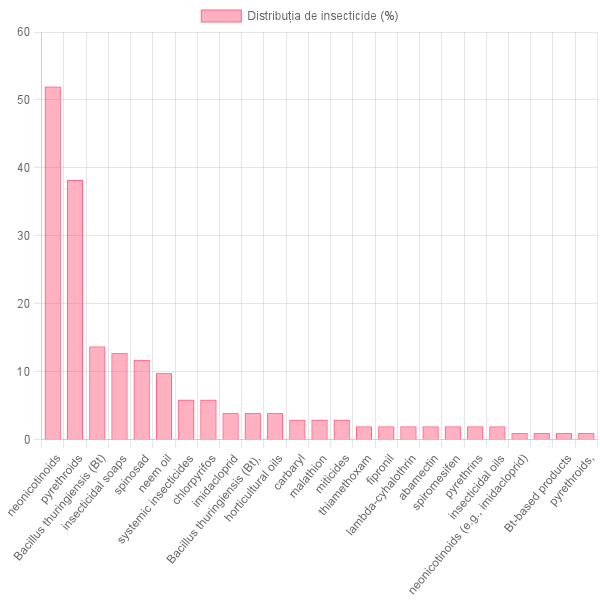 Distribuția de insecticide (%)
60
50
40
30
20
10
0
neonicotinoids
pyrethroids
Bacillus thuringiensis (Bt)
insecticidal soaps
spinosad
neem oil
systemic insecticides
chlorpyrifos
imidacloprid
Bacillus thuringiensis (Bt),
horticultural oils
carbaryl
malathion
miticides
thiamethoxam
fipronil
lambda-cyhalothrin
abamectin
spiromesifen
pyrethrins
insecticidal oils
neonicotinoids (e.g., imidacloprid)
Bt-based products
pyrethroids,